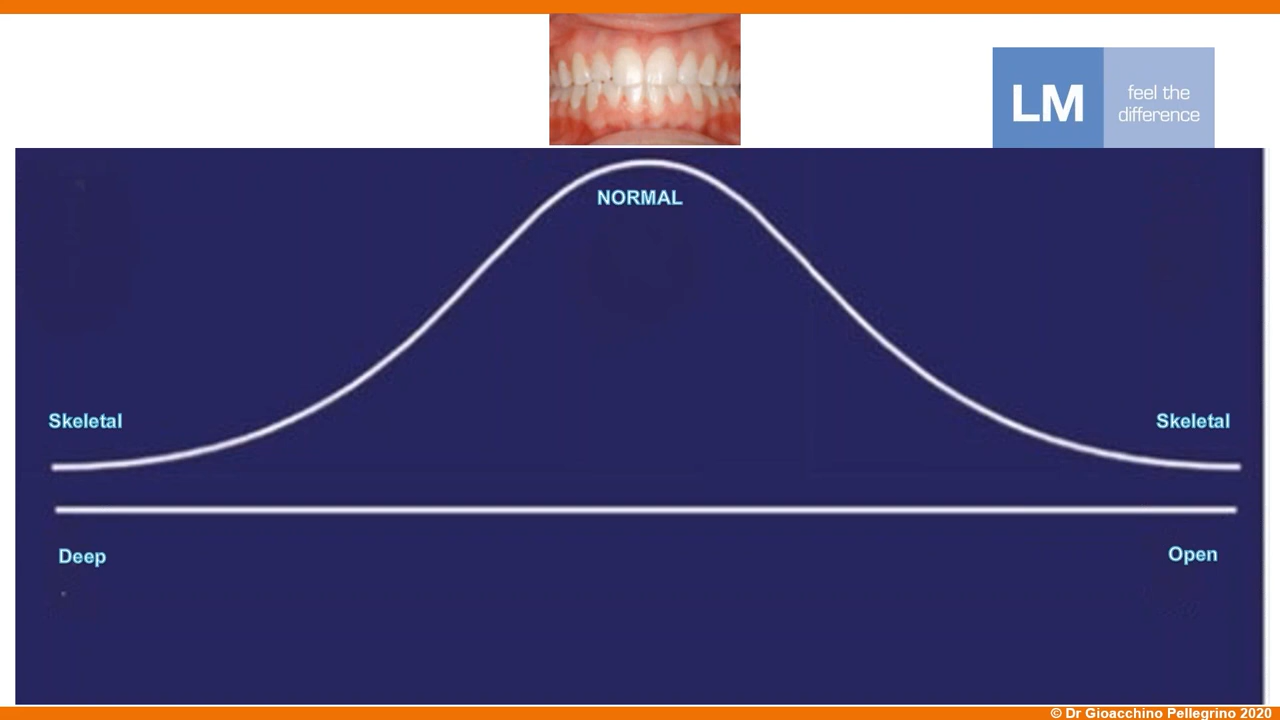 LM
feel the
difference
NORMAL
Skeletal
Skeletal
Deep
Open
© Dr Gioacchino Pellegrino 2020